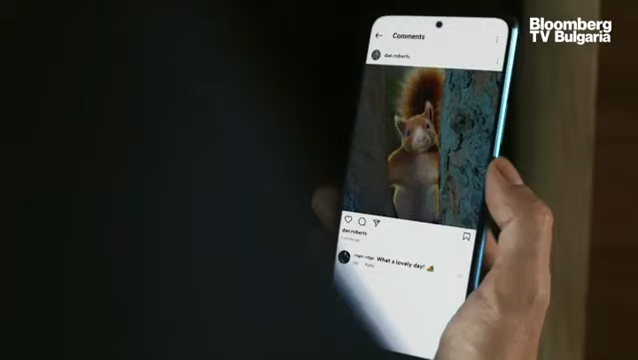 Bloomberg
TV Bulgaria
Comments
dan.roberts
dan.roberts
What a lovely day!